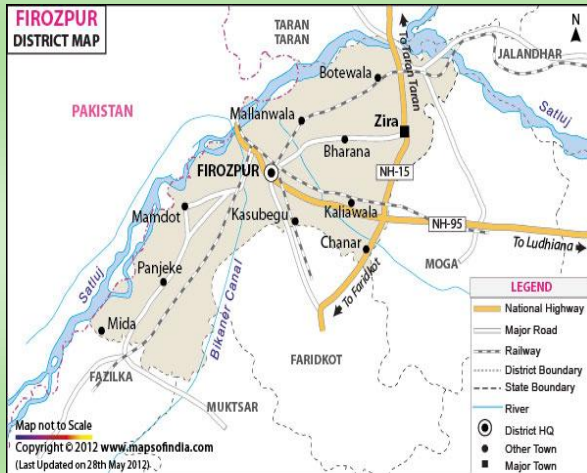 FIROZPUR
DISTRICT MAP
TARAN
TARAN
To Taran Taran
N
JALANDHAR
Botewala
PAKISTAN
Mallanwala
Satluj
Zira
Bharana
FIROZPUR
NH-15
Mamdot
Kasubegu
Kaliawala
NH-95
Chanar
To Ludhiana
MOGA
Panjeke
Satluj
Bikaner Canal
To Faridkot
Mida
FARIDKOT
FAZILKA
MUKTSAR
LEGEND
National Highway
Major Road
Railway
District Boundary
State Boundary
River
District HQ
Other Town
Major Town
Map not to Scale
Copyright © 2012 www.mapsofindia.com
(Last Updated on 28th May 2012)